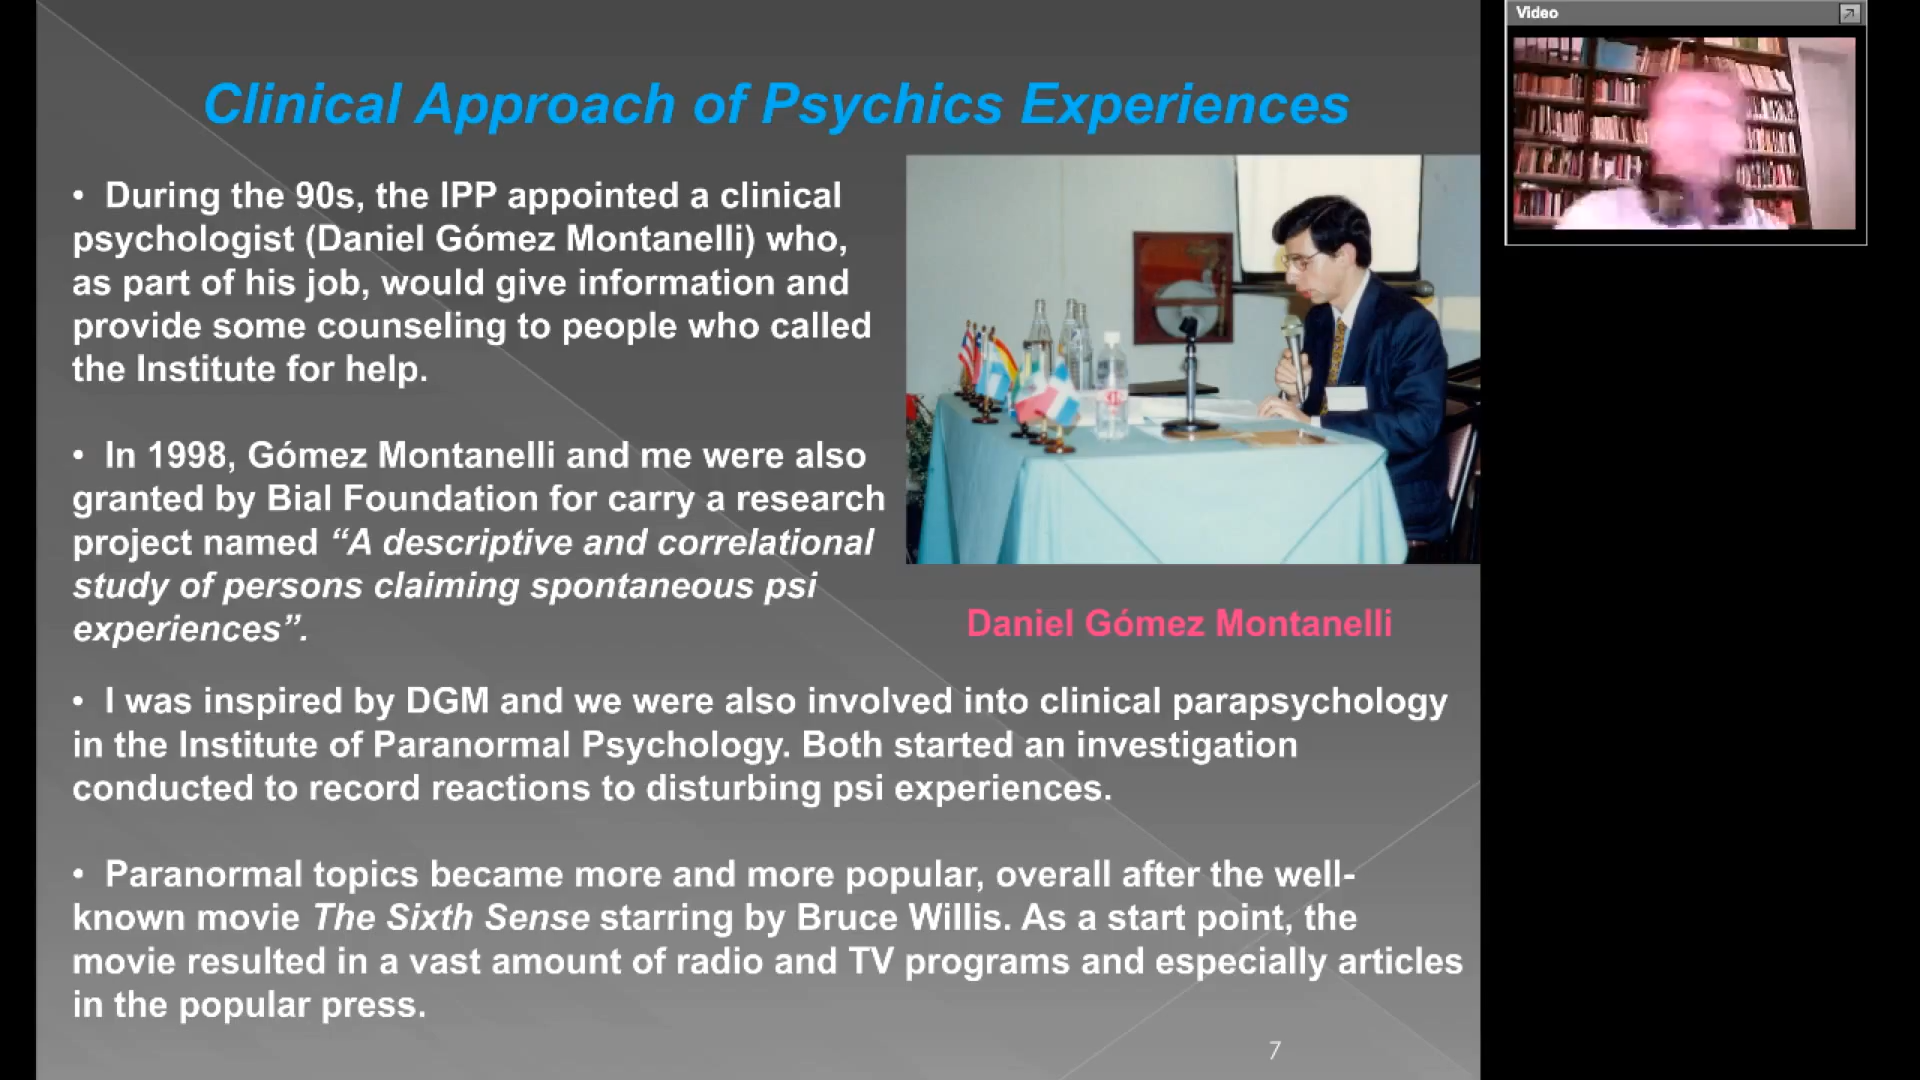 Clinical Approach of Psychics Experiences
• During the 90s, the IPP appointed a clinical
psychologist (Daniel Gómez Montanelli) who,
as part of his job, would give information and
provide some counseling to people who called
the Institute for help.
• In 1998, Gómez Montanelli and me were also
granted by Bial Foundation for carry a research
project named “A descriptive and correlational
study of persons claiming spontaneous psi
experiences”.
Daniel Gómez Montanelli
• I was inspired by DGM and we were also involved into clinical parapsychology
in the Institute of Paranormal Psychology. Both started an investigation
conducted to record reactions to disturbing psi experiences.
• Paranormal topics became more and more popular, overall after the well-
known movie The Sixth Sense starring by Bruce Willis. As a start point, the
movie resulted in a vast amount of radio and TV programs and especially articles
in the popular press.
7
Video